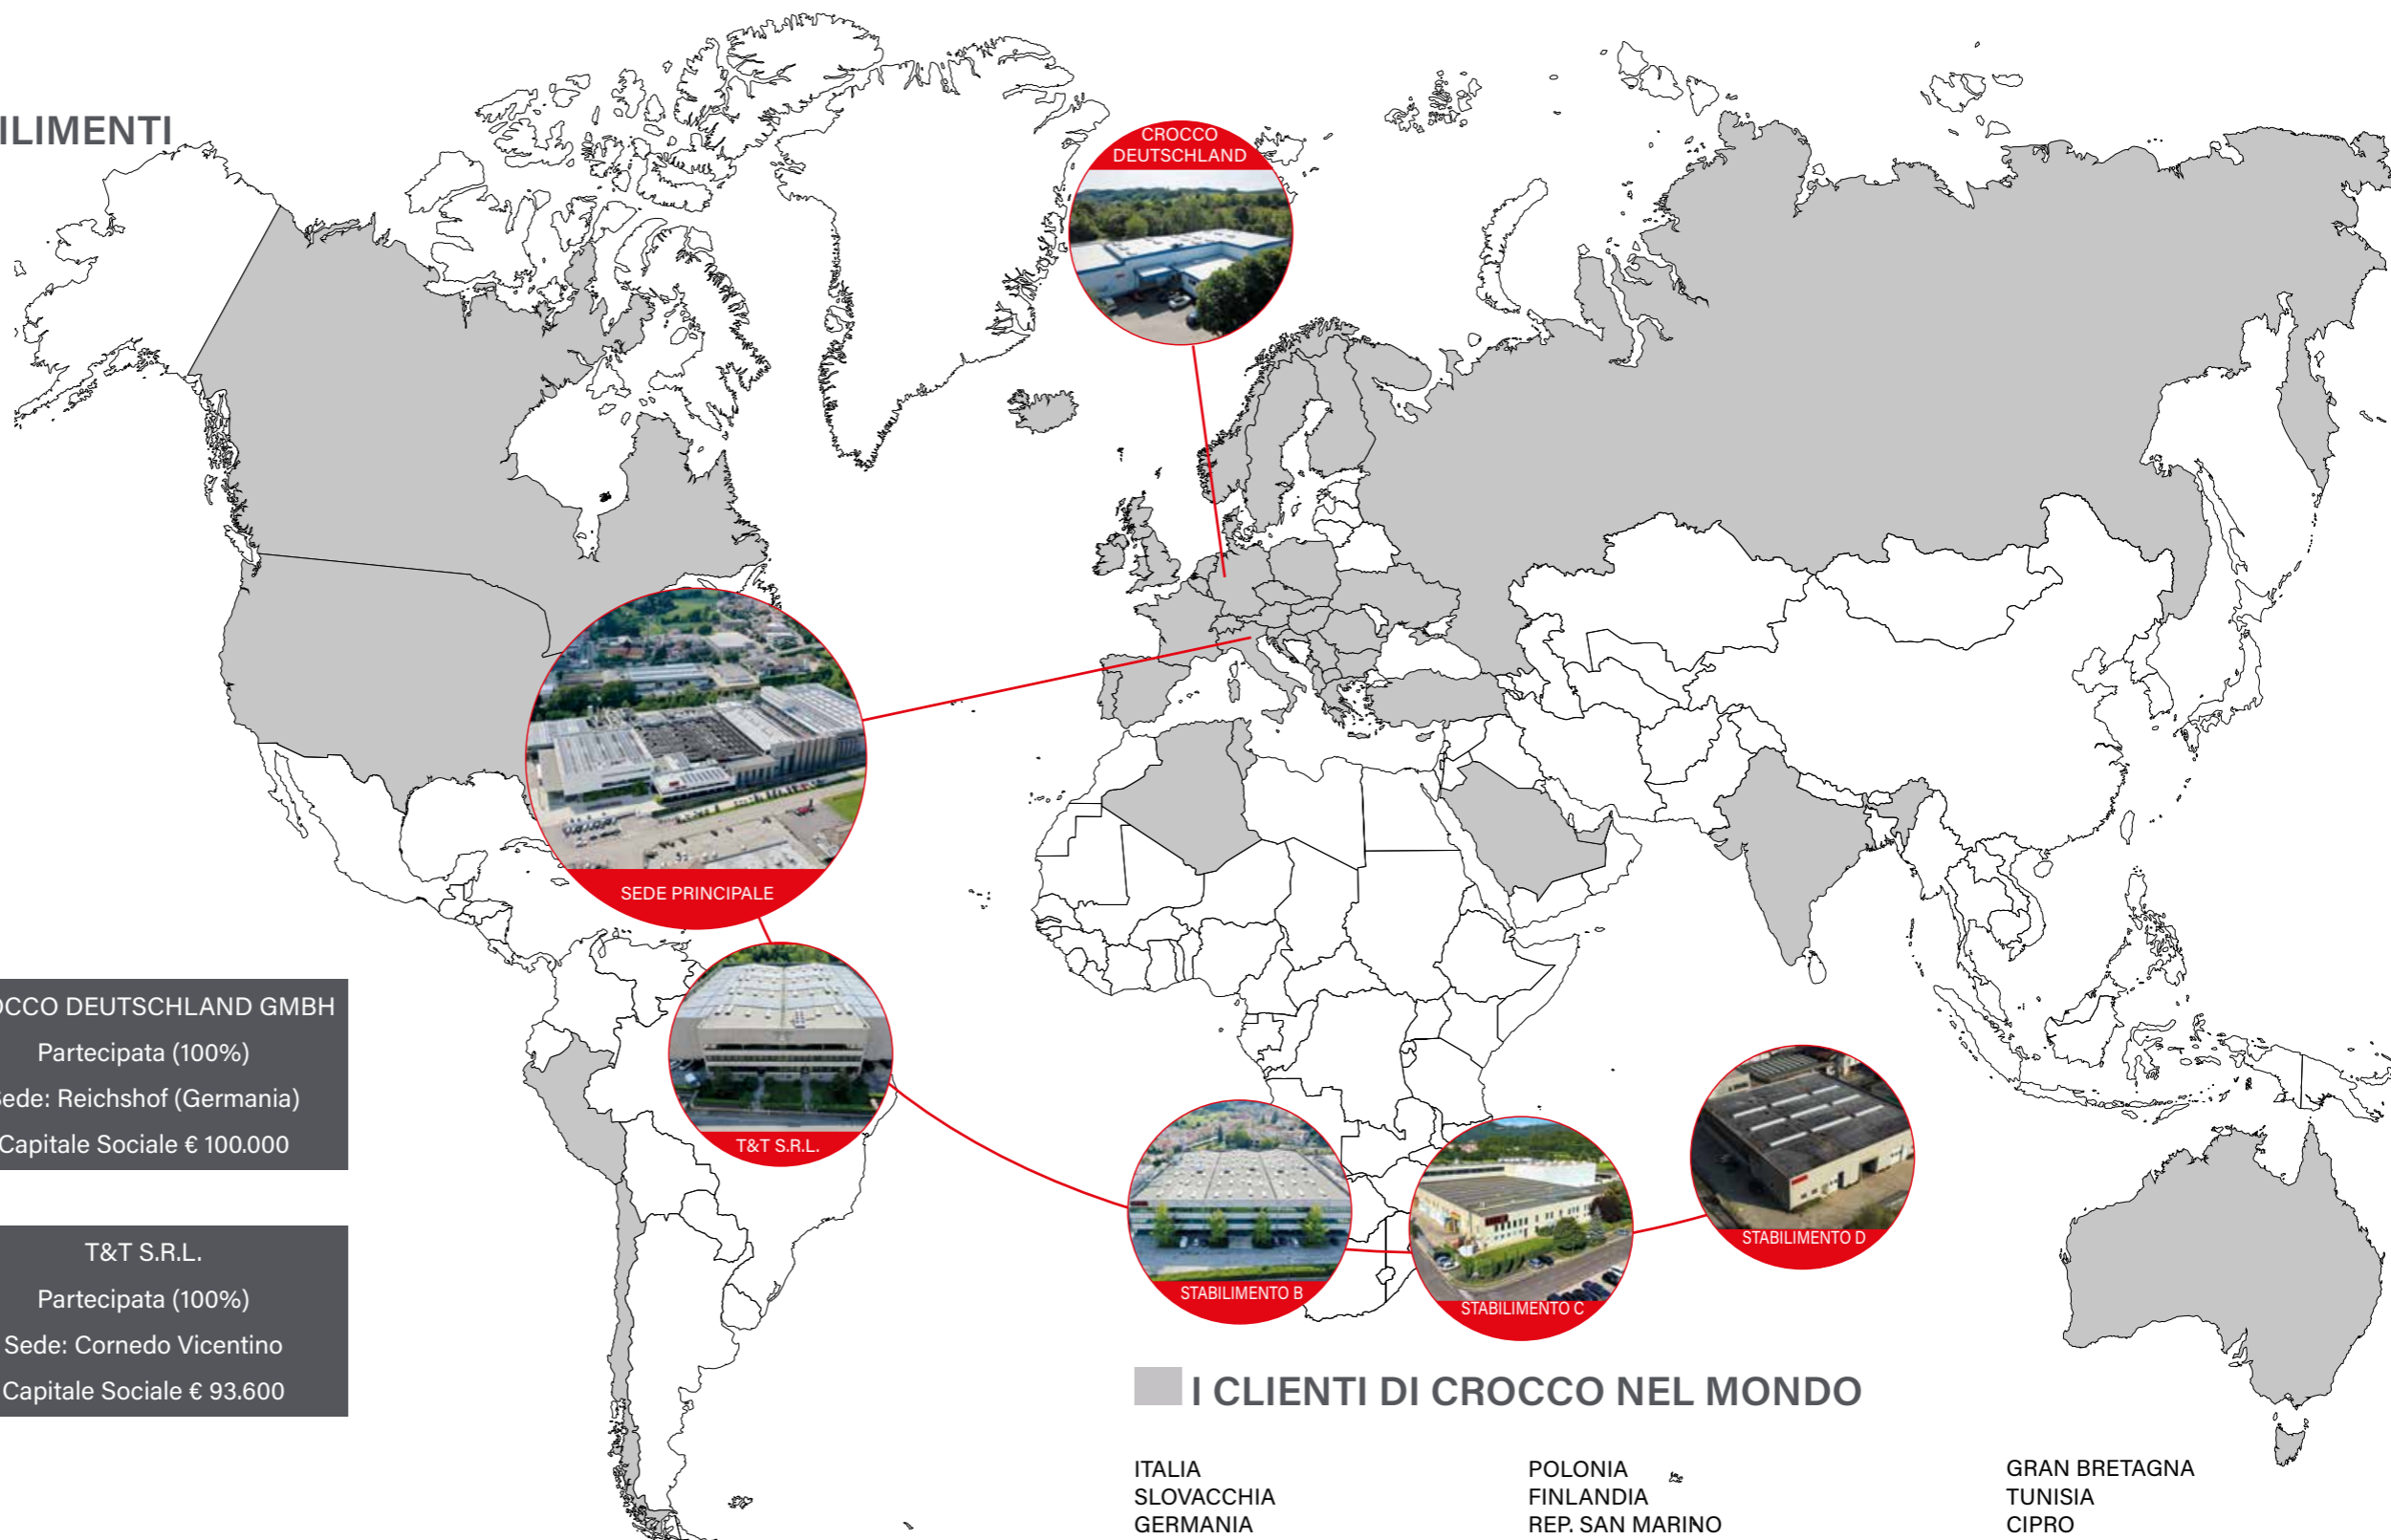 ILIMENTI
CROCCO
DEUTSCHLAND
SEDE PRINCIPALE
T&T S.R.L.
STABILIMENTO B
STABILIMENTO C
STABILIMENTO D
OCCO DEUTSCHLAND GMBH
Partecipata (100%)
Sede: Reichshof (Germania)
Capitale Sociale € 100.000
T&T S.R.L.
Partecipata (100%)
Sede: Cornedo Vicentino
Capitale Sociale € 93.600
I CLIENTI DI CROCCO NEL MONDO
ITALIA
SLOVACCHIA
GERMANIA
POLONIA
FINLANDIA
REP. SAN MARINO
GRAN BRETAGNA
TUNISIA
CIPRO